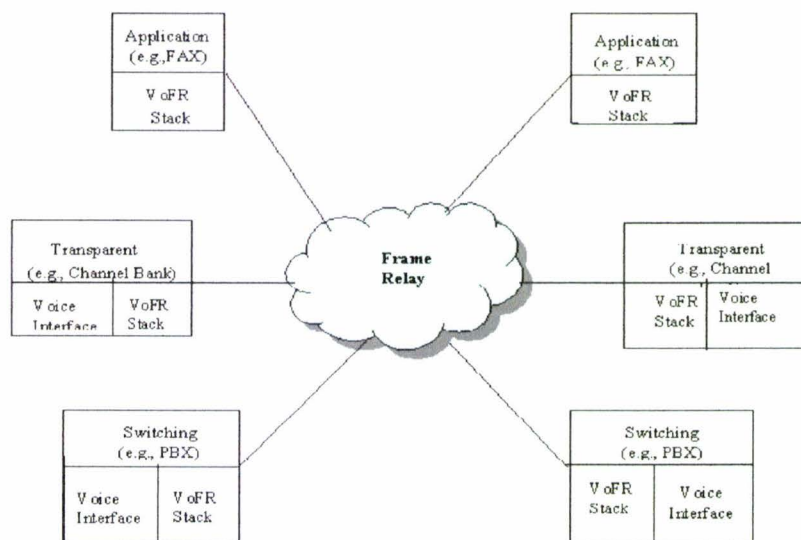 Application
(e.g.,FAX)
VoFR
Stack
Application
(e.g., FAX)
VoFR
Stack
Transparent
(e.g., Channel Bank)
Voice
Interface
VoFR
Stack
Frame
Relay
Transparent
(e.g., Channel
VoFR
Stack
Voice
Interface
Switching
(e.g., PBX)
Voice
Interface
VoFR
Stack
Switching
(e.g., PBX)
VoFR
Stack
Voice
Interface